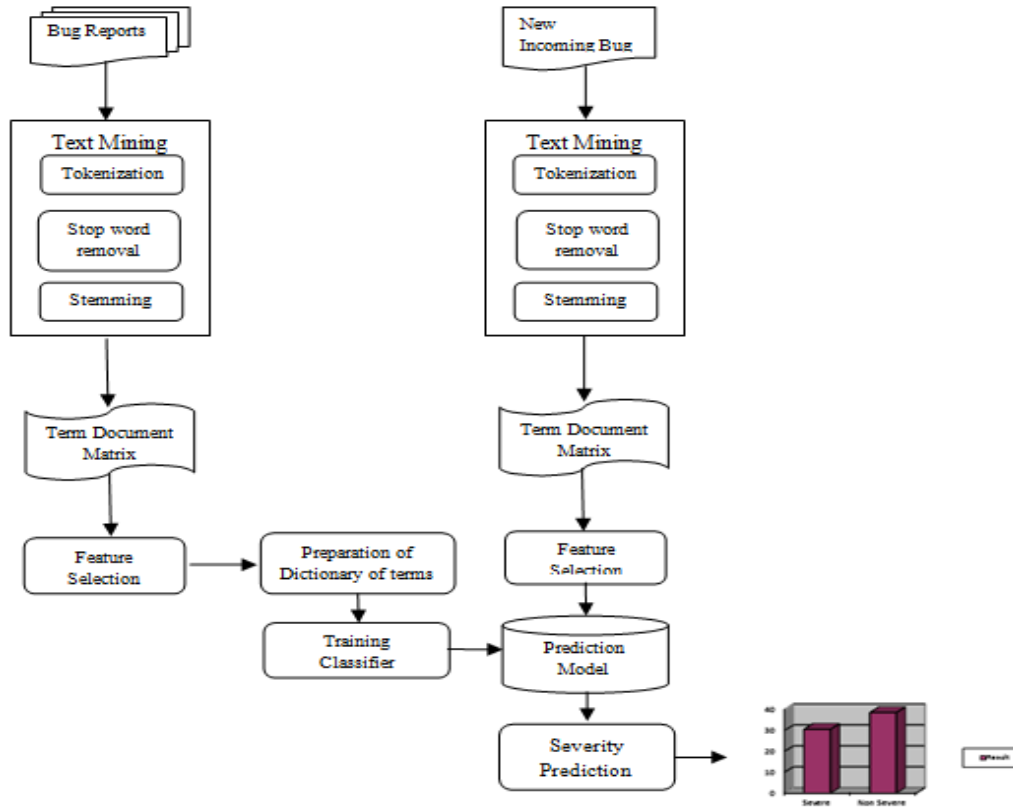 Bug Reports
Text Mining
Tokenization
Stop word
removal
Stemming
Term Document
Matrix
Feature
Selection
Preparation of
Dictionary of terms
Training
Classifier
New
Incoming Bug
Text Mining
Tokenization
Stop word
removal
Stemming
Term Document
Matrix
Feature
Selection
Prediction
Model
Severity
Prediction
40
30
20
10
0
Severe
Non Severe
Result